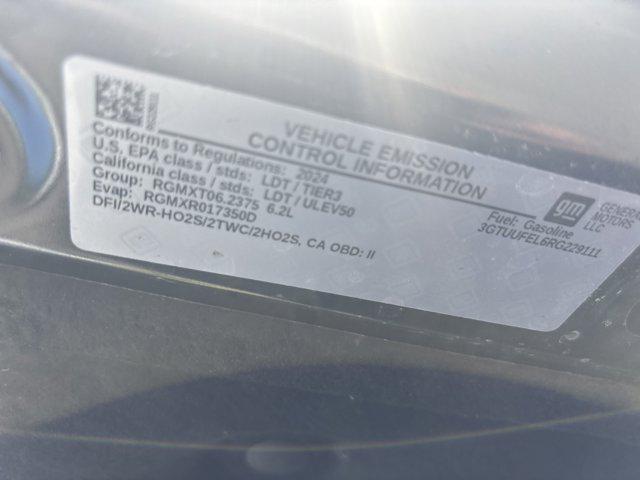 VEHICLE EMISSION
CONTROL INFORMATION
Conforms to Regulations: 2024
U.S. EPA class / stds: LDT / TIER3
California class / stds: LDT / ULEV50
Group: RGMXT06.2375 6.2L
Evap: RGMXR017350D
DFI/2WR-HO2S/2TWC/2HO2S, CA OBD: II
Fuel: Gasoline
3GTUUFEL6RG229111
gm
GENERAL
MOTORS
LLC